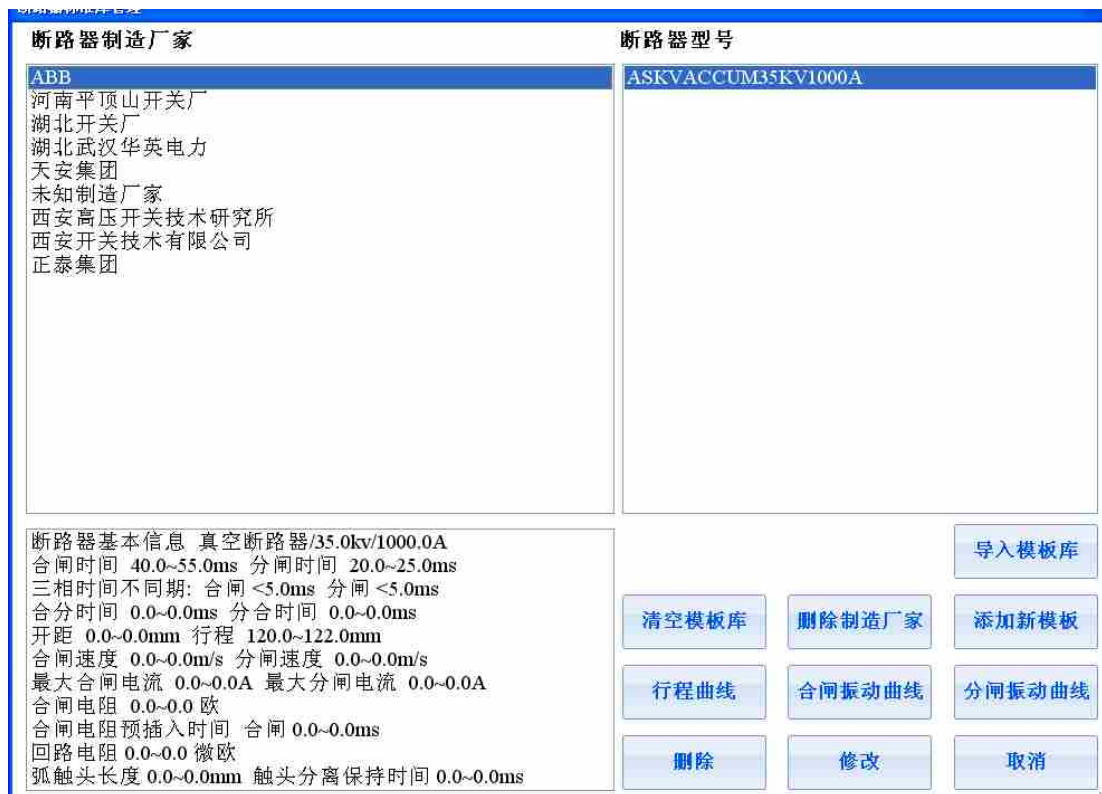 断路器标准库管理
断路器制造厂家
断路器型号
ABB
河南平顶山开关厂
湖北开关厂
湖北武汉华英电力
天安集团
未知制造厂家
西安高压开关技术研究所
西安开关技术有限公司
正泰集团
ASKVACCUM35KV1000A
断路器基本信息 真空断路器/35.0kv/1000.0A
合闸时间 40.0~55.0ms 分闸时间 20.0~25.0ms
三相时间不同期: 合闸 <5.0ms 分闸 <5.0ms
合分时间 0.0~0.0ms 分合时间 0.0~0.0ms
开距 0.0~0.0mm 行程 120.0~122.0mm
合闸速度 0.0~0.0m/s 分闸速度 0.0~0.0m/s
最大合闸电流 0.0~0.0A 最大分闸电流 0.0~0.0A
合闸电阻 0.0~0.0 欧
合闸电阻预插入时间 合闸 0.0~0.0ms
回路电阻 0.0~0.0 微欧
弧触头长度 0.0~0.0mm 触头分离保持时间 0.0~0.0ms
导入模板库
清空模板库 删除制造厂家 添加新模板
行程曲线 合闸振动曲线 分闸振动曲线
删除 修改 取消